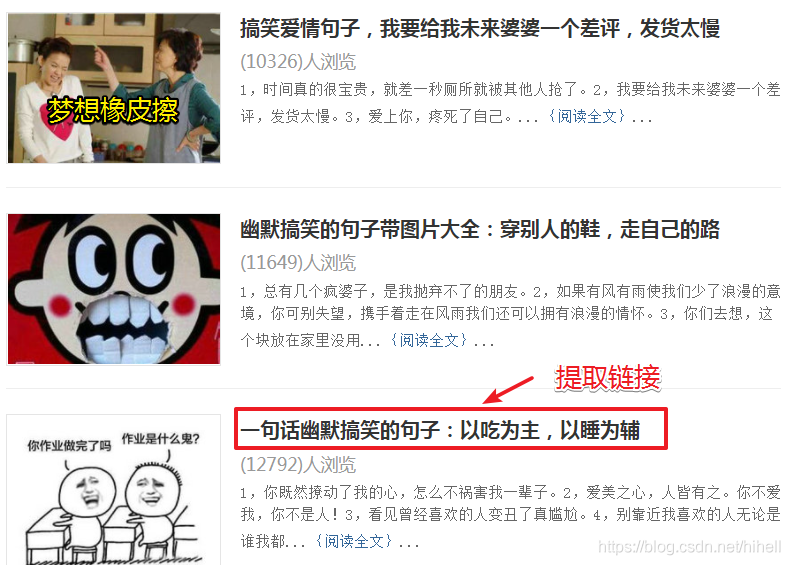 搞笑爱情句子，我要给我未来婆婆一个差评，发货太慢
(10326)人浏览
梦想橡皮擦
1，时间真的很宝贵，就差一秒厕所就被其他人抢了。2，我要给我未来婆婆一个差
评，发货太慢。3，爱上你，疼死了自己。...｛阅读全文｝...
幽默搞笑的句子带图片大全：穿别人的鞋，走自己的路
(11649)人浏览
1，总有几个疯婆子，是我抛弃不了的朋友。2，如果有风有雨使我们少了浪漫的意
境，你可别失望，携手着走在风雨我们还可以拥有浪漫的情怀。3，你们去想，这
个块放在家里没用...｛阅读全文｝...
提取链接
一句话幽默搞笑的句子：以吃为主，以睡为辅
(12792)人浏览
你作业做完了吗
作业是什么鬼？
1，你既然撩动了我的心，怎么不祸害我一辈子。2，爱美之心，人皆有之。你不爱
我，你不是人！3，看见曾经喜欢的人变丑了真尴尬。4，别靠近我喜欢的人无论是
谁我都...｛阅读全文｝...
https://blog.csdn.net/hihell